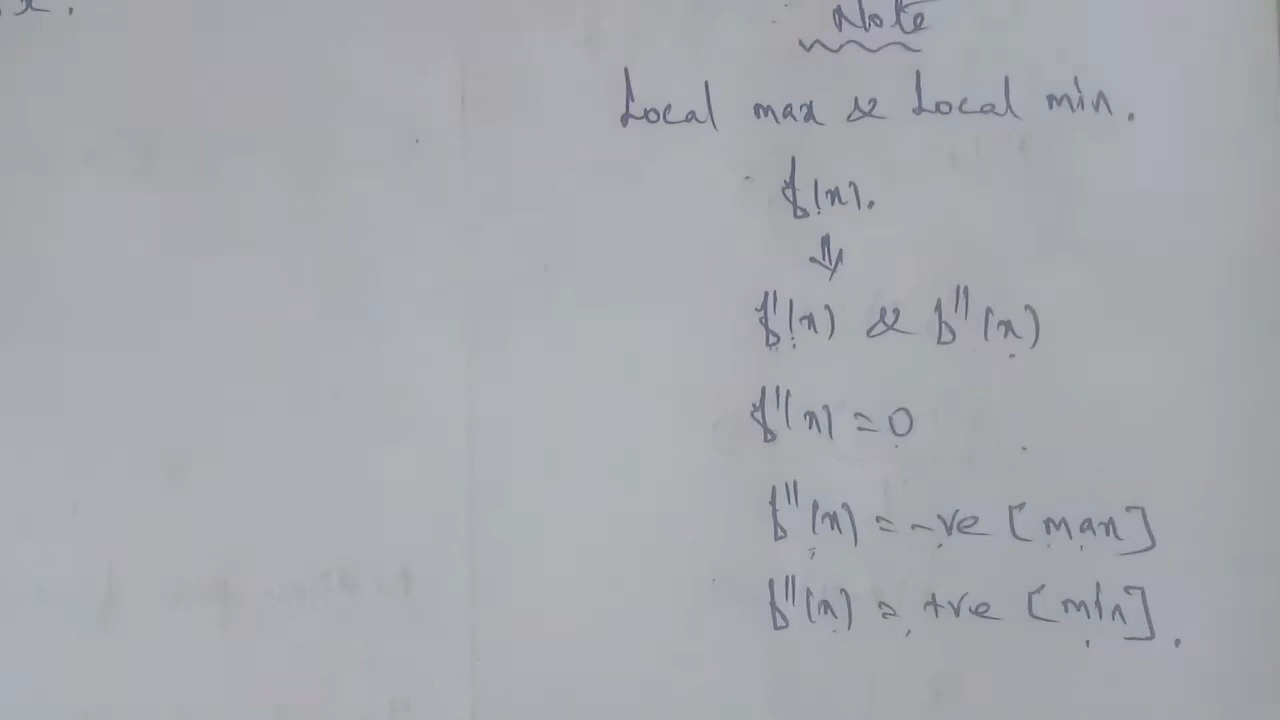 x.
Note
Local max & Local min.
f(x).
⇓
f'(x) & f''(x)
f'(x) = 0
f''(x) = -ve [max]
f''(x) = +ve [min].